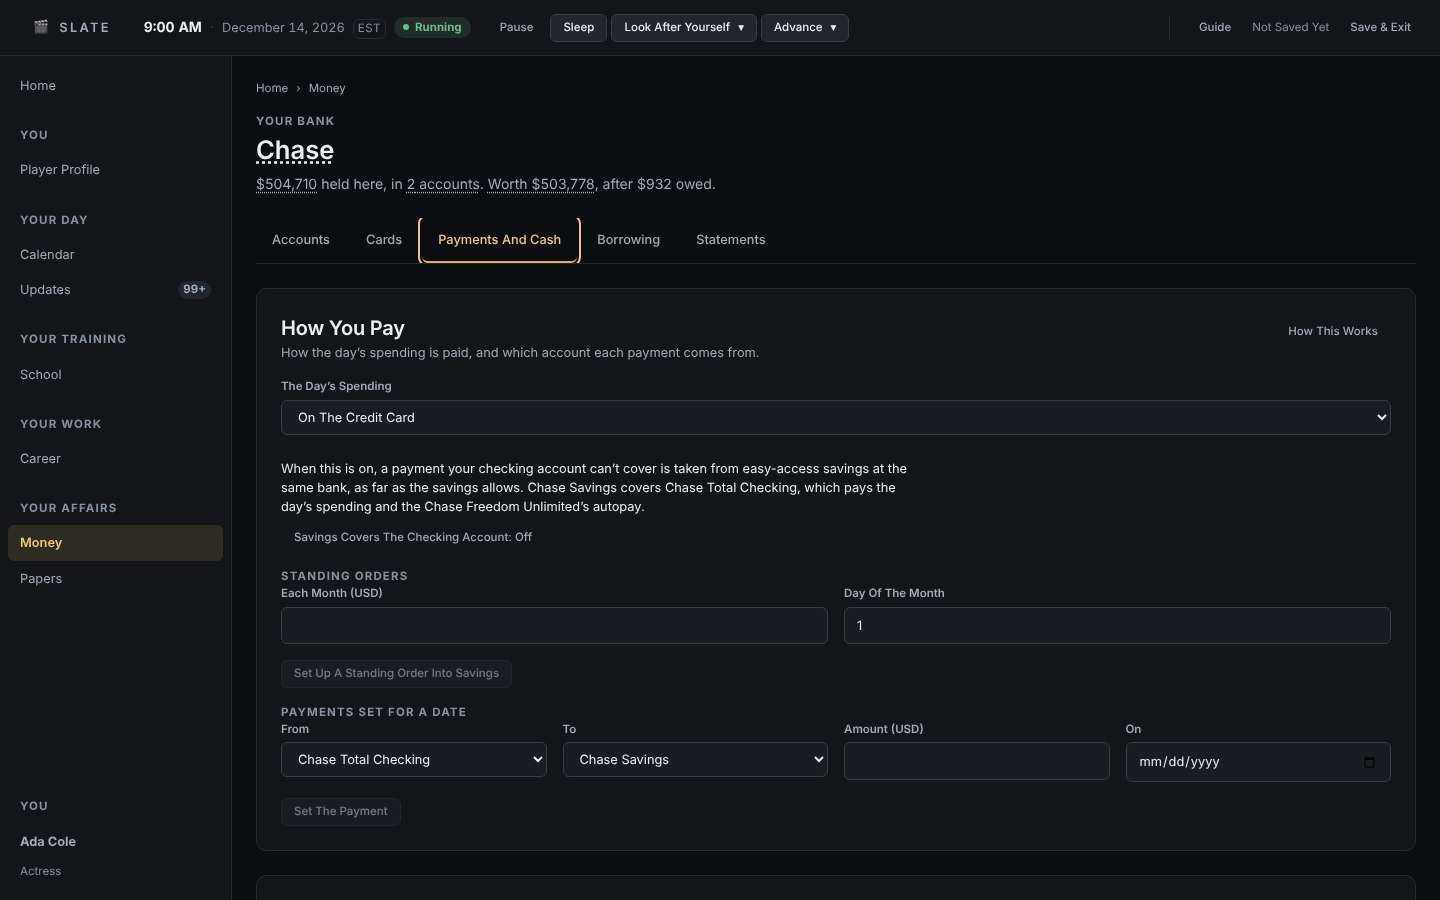 SLATE
9:00 AM · December 14, 2026 EST Running
Pause
Sleep
Look After Yourself ▾
Advance ▾
Guide
Not Saved Yet
Save & Exit
Home
YOU
Player Profile
YOUR DAY
Calendar
Updates 99+
YOUR TRAINING
School
YOUR WORK
Career
YOUR AFFAIRS
Money
Papers
YOU
Ada Cole
Actress
Home › Money
YOUR BANK
Chase
$504,710 held here, in 2 accounts. Worth $503,778, after $932 owed.
Accounts
Cards
Payments And Cash
Borrowing
Statements
How You Pay
How This Works
How the day's spending is paid, and which account each payment comes from.
The Day's Spending
On The Credit Card
When this is on, a payment your checking account can't cover is taken from easy-access savings at the
same bank, as far as the savings allows. Chase Savings covers Chase Total Checking, which pays the
day's spending and the Chase Freedom Unlimited's autopay.
Savings Covers The Checking Account: Off
STANDING ORDERS
Each Month (USD)
Day Of The Month
1
Set Up A Standing Order Into Savings
PAYMENTS SET FOR A DATE
From
To
Amount (USD)
On
Chase Total Checking
Chase Savings
mm/dd/yyyy
Set The Payment